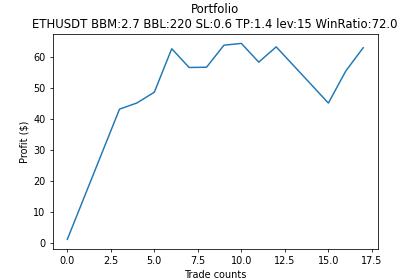 Portfolio
ETHUSDT BBM:2.7 BBL:220 SL:0.6 TP:1.4 lev:15 WinRatio:72.0
Profit ($)
60
50
40
30
20
10
0
0.0 2.5 5.0 7.5 10.0 12.5 15.0 17.5
Trade counts